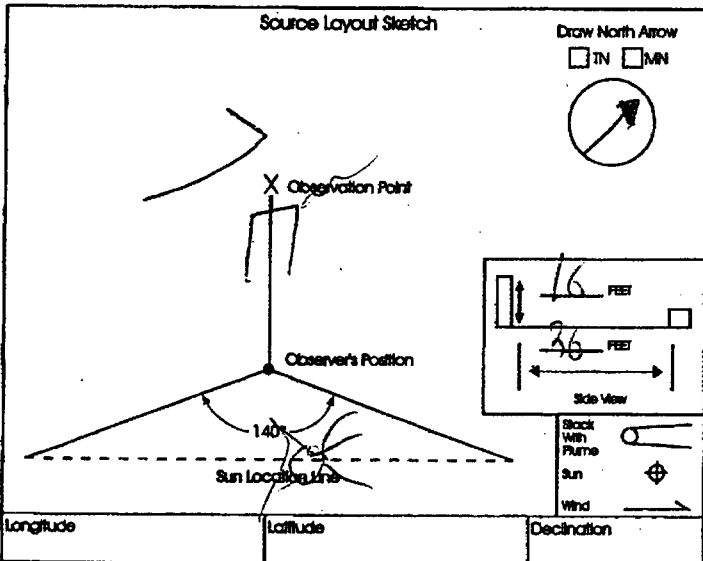 Source Layout Sketch
Draw North Arrow
TN MN
X Observation Point
16 FEET
36 FEET
Side View
Observer's Position
140°
Sun Location Line
Stack
With
Plume
Sun
Wind
Longitude
Latitude
Declination